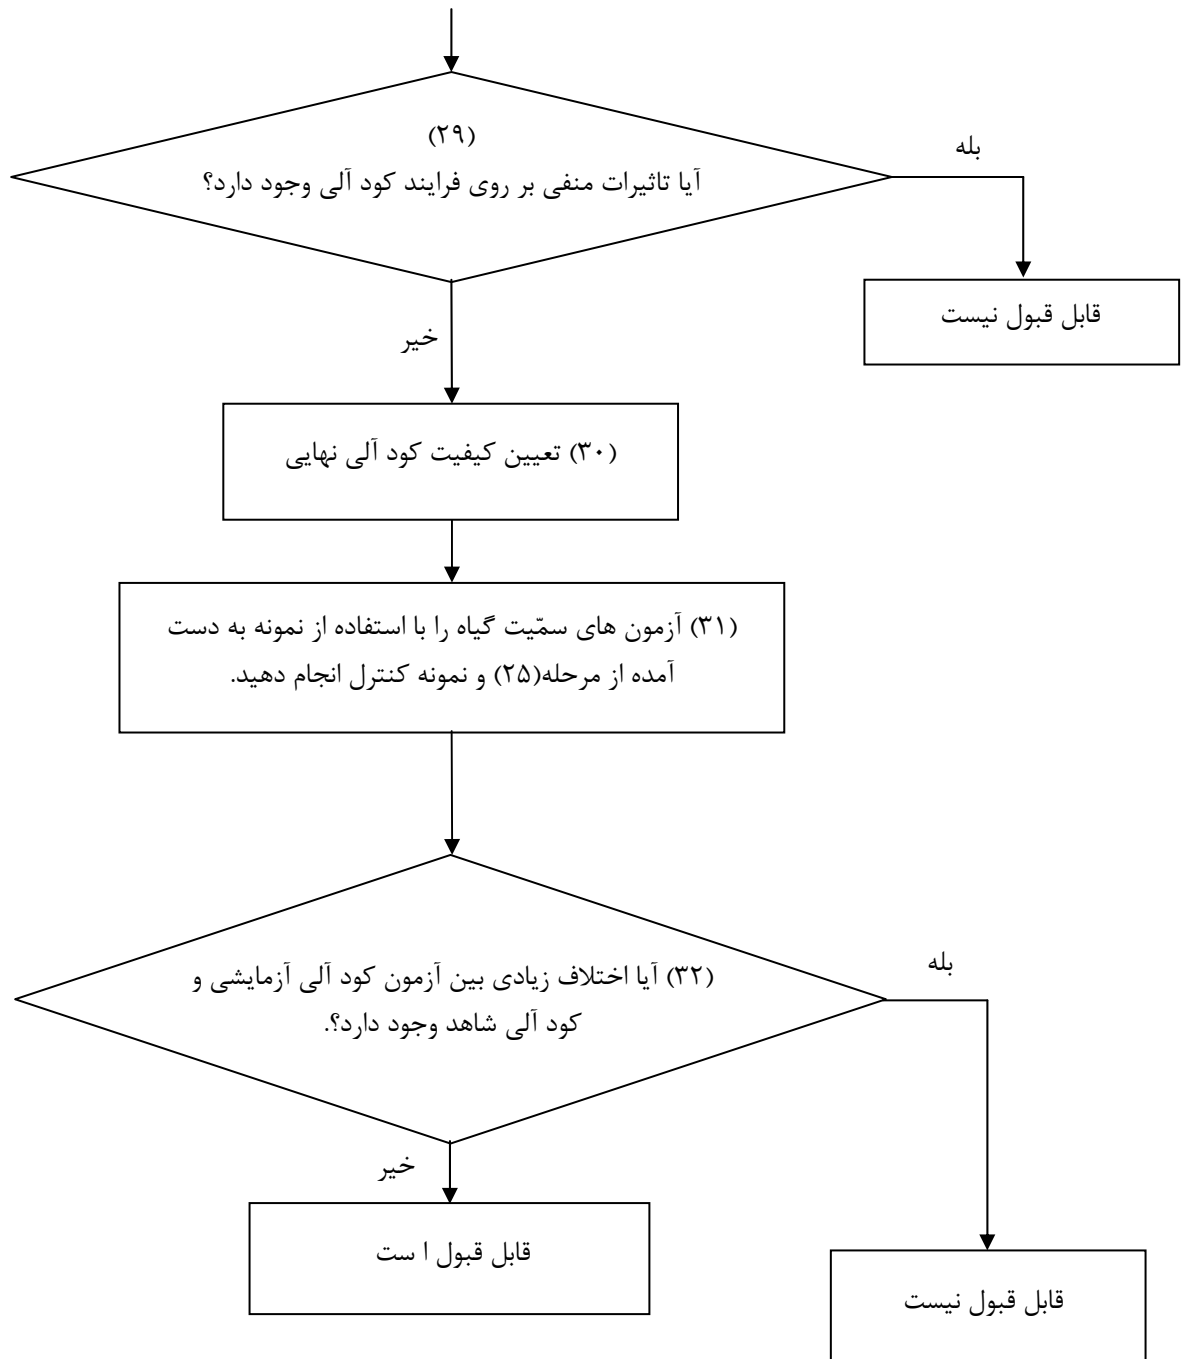 (۲۹)
آیا تاثیرات منفی بر روی فرایند کود آلی وجود دارد؟
بله
قابل قبول نیست
خیر
(۳۰) تعیین کیفیت کود آلی نهایی
(۳۱) آزمون های سمّیت گیاه را با استفاده از نمونه به دست
آمده از مرحله(۲۵) و نمونه کنترل انجام دهید.
(۳۲) آیا اختلاف زیادی بین آزمون کود آلی آزمایشی و
کود آلی شاهد وجود دارد؟.
بله
خیر
قابل قبول ا ست
قابل قبول نیست